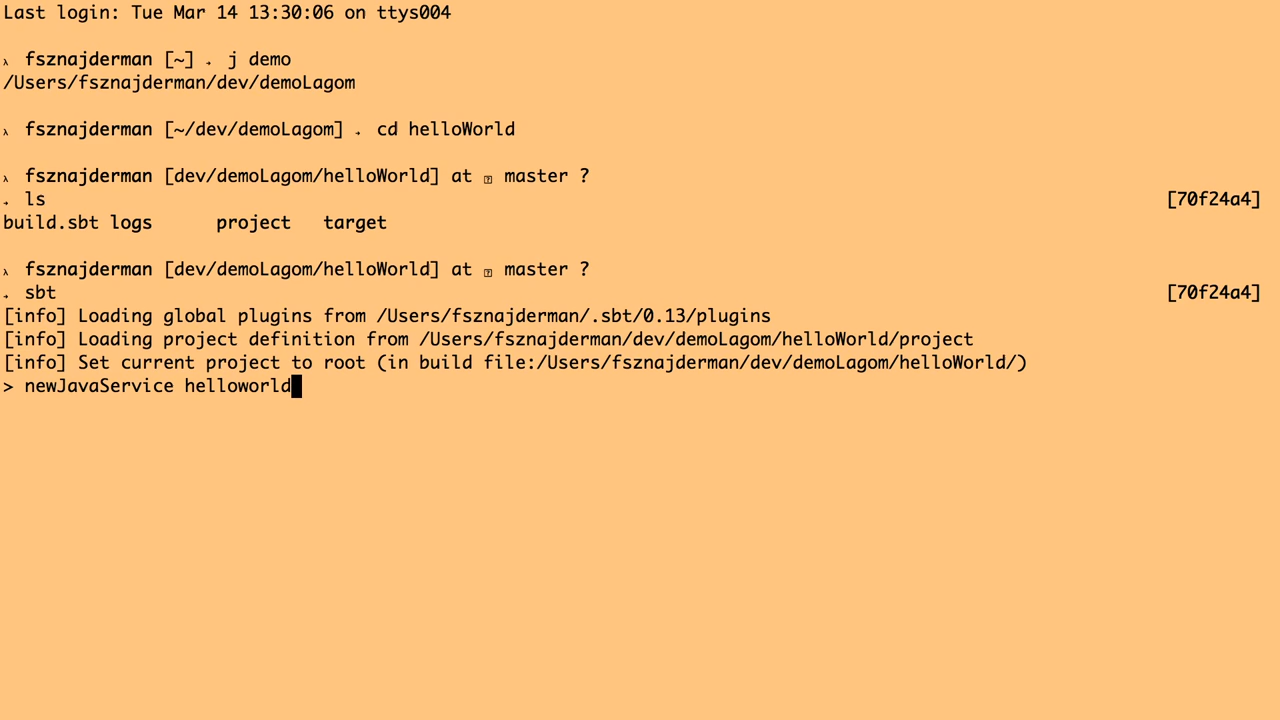 Last login: Tue Mar 14 13:30:06 on ttys004
λ fsznajderman [~] → j demo
/Users/fsznajderman/dev/demoLagom
λ fsznajderman [~/dev/demoLagom] → cd helloWorld
λ fsznajderman [dev/demoLagom/helloWorld] at master ?
→ ls [70f24a4]
build.sbt logs project target
λ fsznajderman [dev/demoLagom/helloWorld] at master ?
→ sbt [70f24a4]
[info] Loading global plugins from /Users/fsznajderman/.sbt/0.13/plugins
[info] Loading project definition from /Users/fsznajderman/dev/demoLagom/helloWorld/project
[info] Set current project to root (in build file:/Users/fsznajderman/dev/demoLagom/helloWorld/)
> newJavaService helloworld